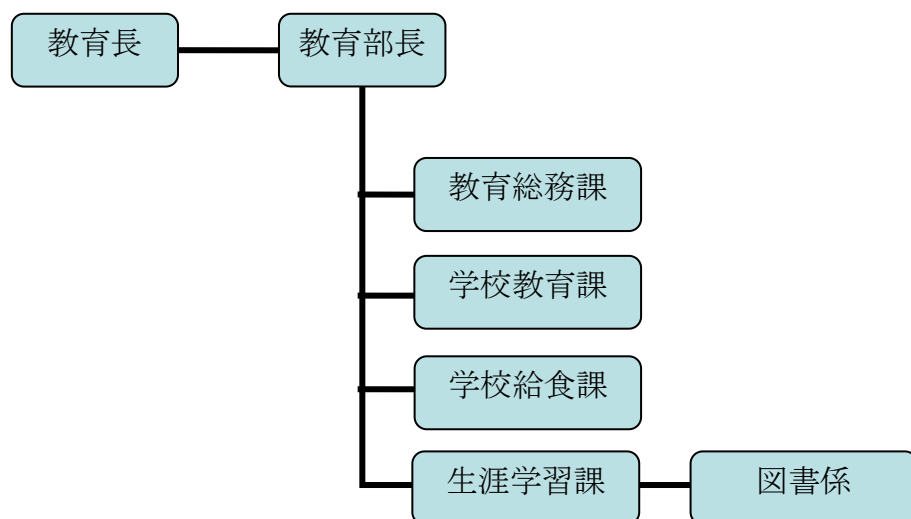 教育長
教育部長
教育総務課
学校教育課
学校給食課
生涯学習課
図書係